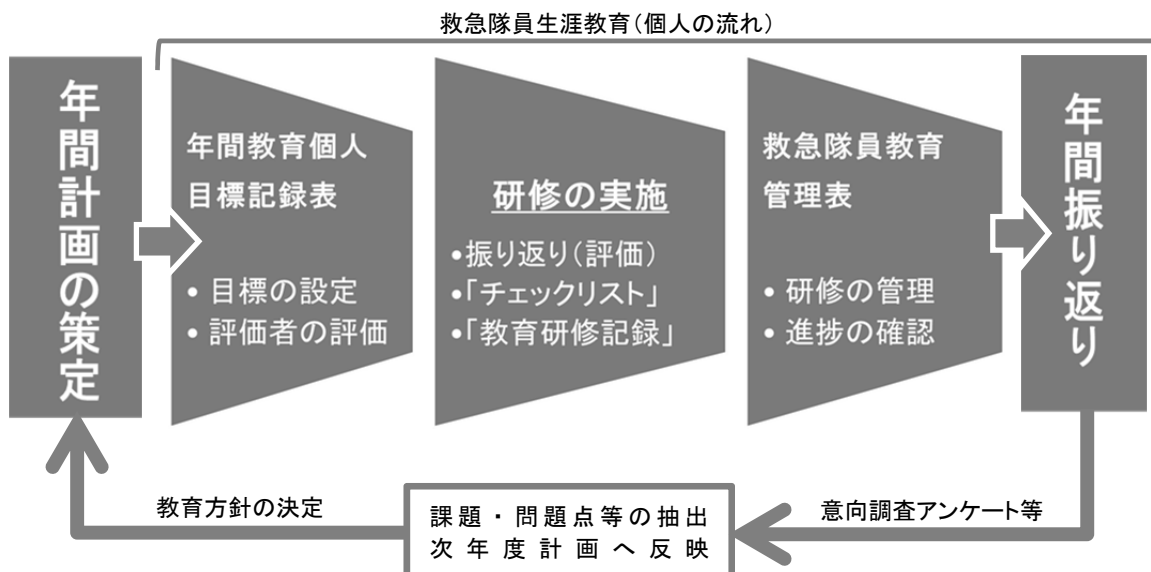 救急隊員生涯教育（個人の流れ）
年間計画の策定
年間教育個人
目標記録表
• 目標の設定
• 評価者の評価
研修の実施
•振り返り（評価）
•「チェックリスト」
•「教育研修記録」
救急隊員教育
管理表
• 研修の管理
• 進捗の確認
年間振り返り
教育方針の決定
課題・問題点等の抽出
次年度計画へ反映
意向調査アンケート等